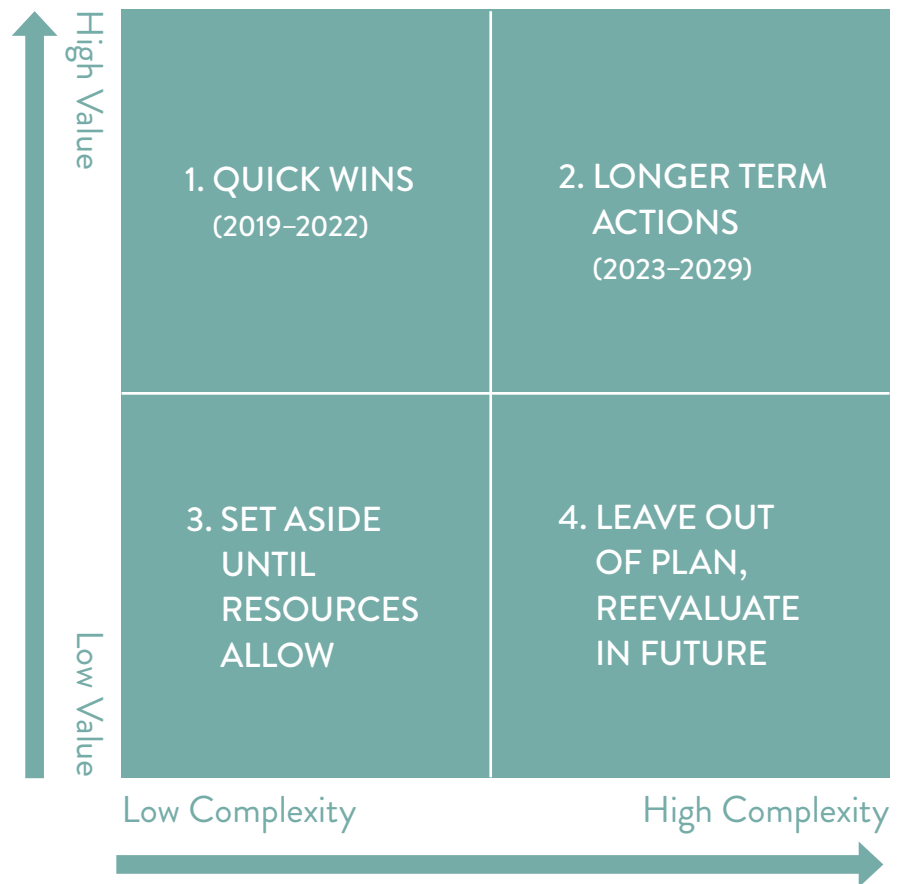 High Value
1. QUICK WINS
(2019–2022)
2. LONGER TERM
ACTIONS
(2023–2029)
3. SET ASIDE
UNTIL
RESOURCES
ALLOW
4. LEAVE OUT
OF PLAN,
REEVALUATE
IN FUTURE
Low Value
Low Complexity
High Complexity